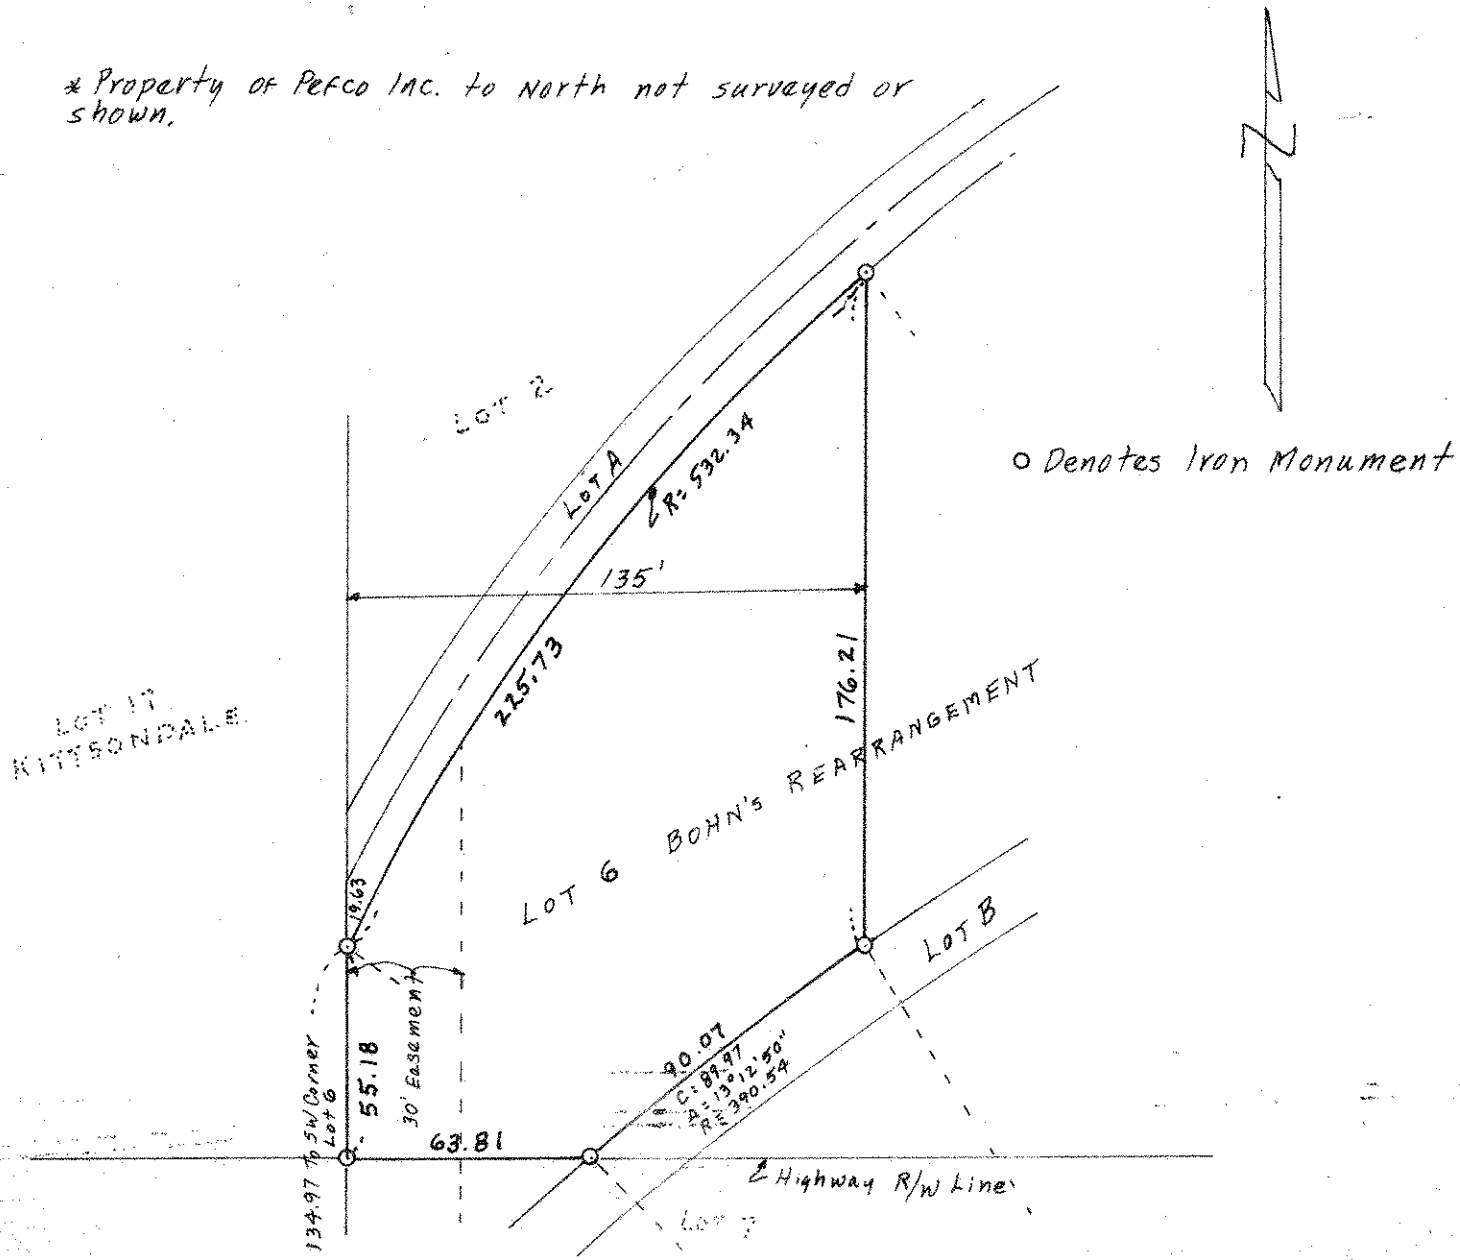 * Property of Pefco Inc. to North not surveyed or
shown.
N
LOT 2
○ Denotes Iron Monument
LOT A
R= 532.34
135'
225.73
176.21
LOT 17
KITTSONDALE
LOT 6 BOHN'S REARRANGEMENT
19.63
LOT B
30' Easement
134.97 To SW Corner
Lot 6
55.18
90.07
C= 89.97
Δ= 13°12'50"
R= 390.54
63.81
Highway R/W Line
LOT 7